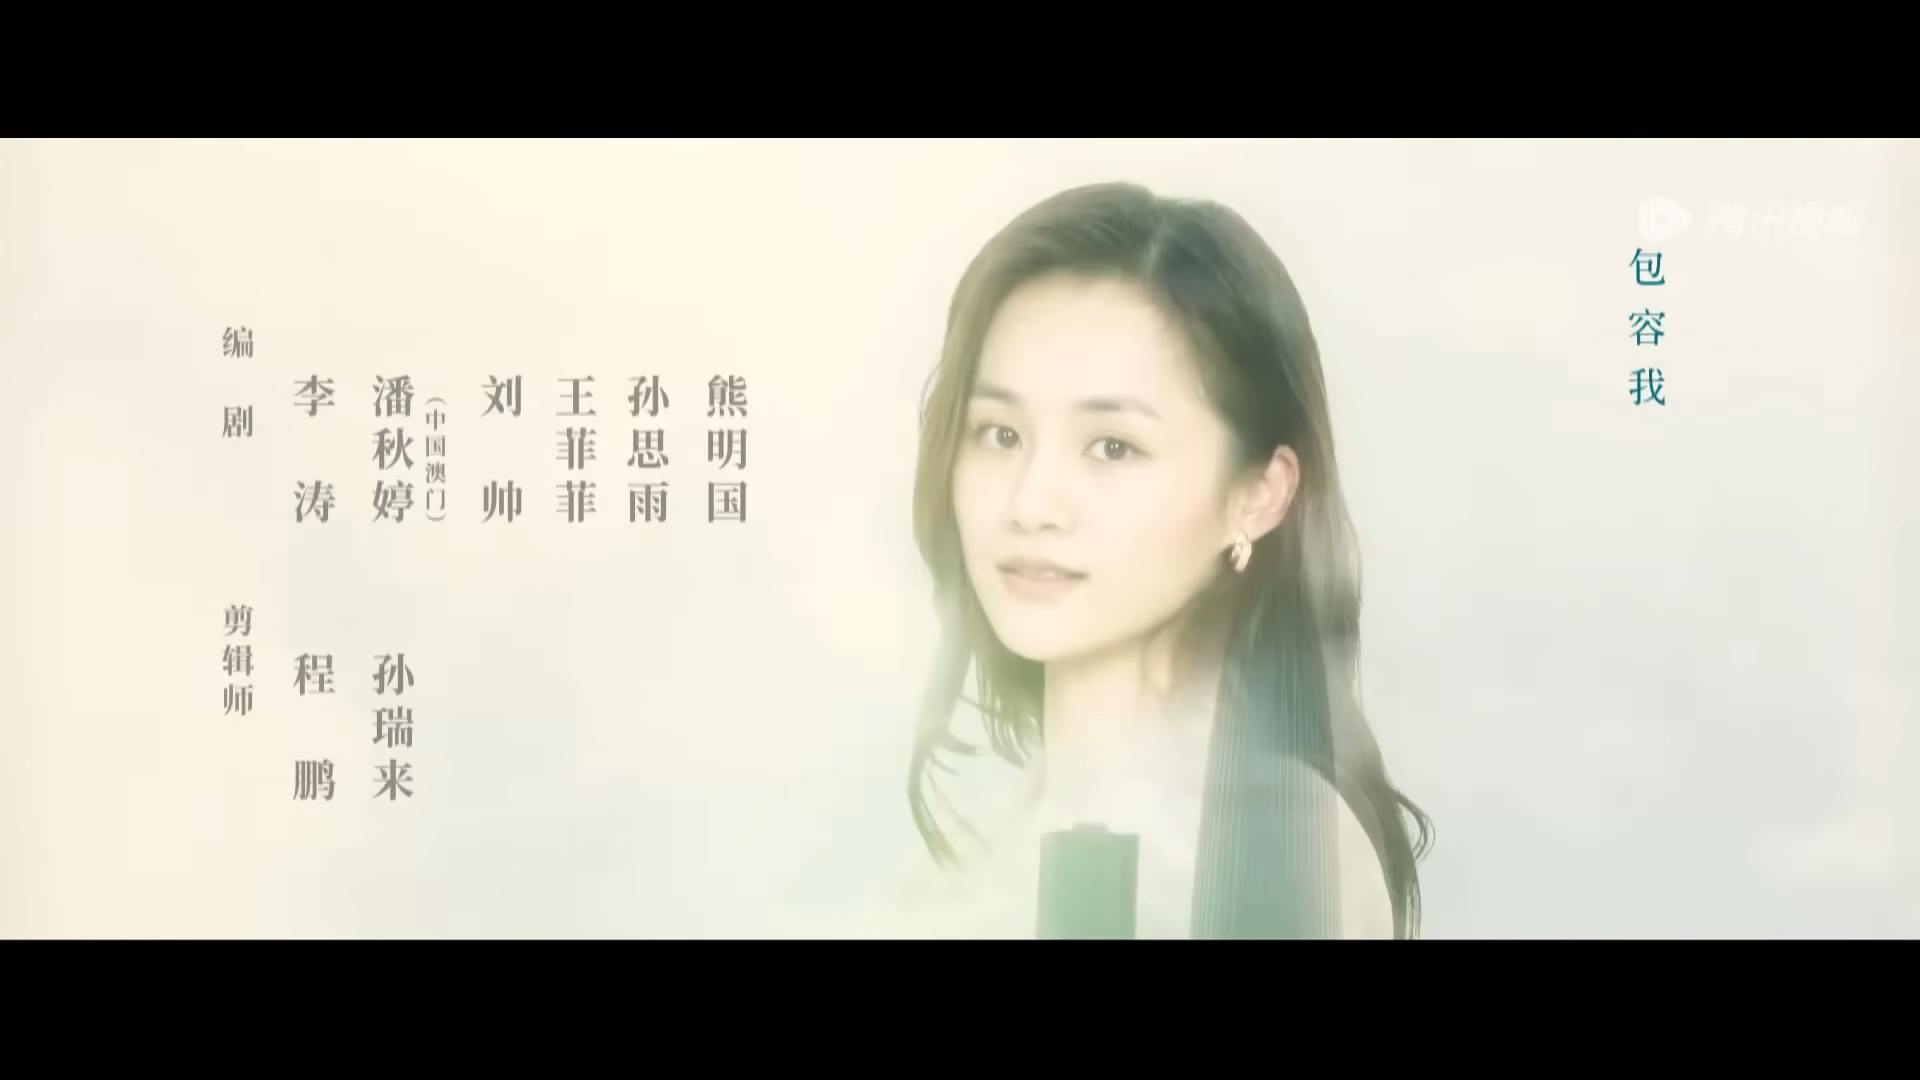 编剧
李涛
潘秋婷
(中国澳门)
刘帅
王菲菲
孙思雨
熊明国
剪辑师
程鹏
孙瑞来
腾讯视频
包容我